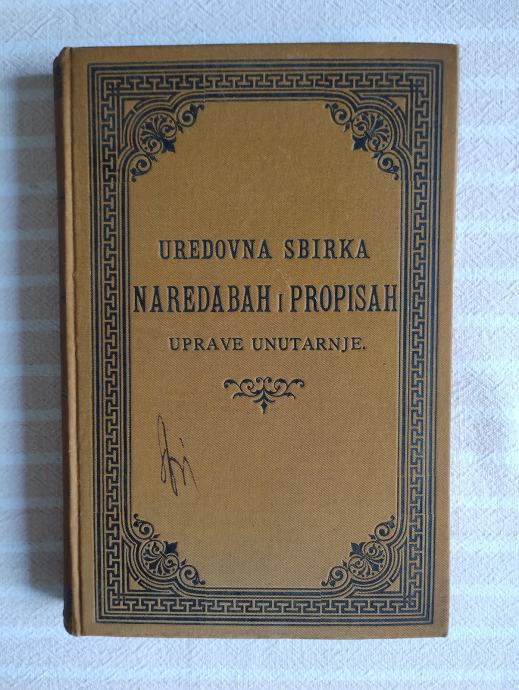 UREDOVNA SBIRKA
NAREDABAH I PROPISAH
UPRAVE UNUTARNJE.